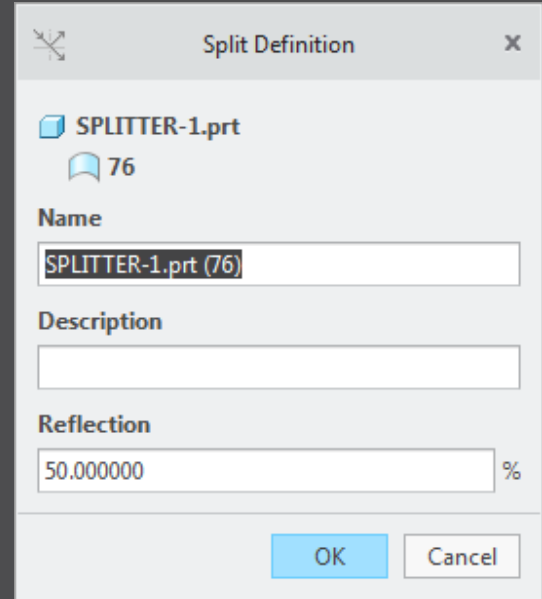 Split Definition
SPLITTER-1.prt
76
Name
SPLITTER-1.prt (76)
Description
Reflection
50.000000 %
OK Cancel